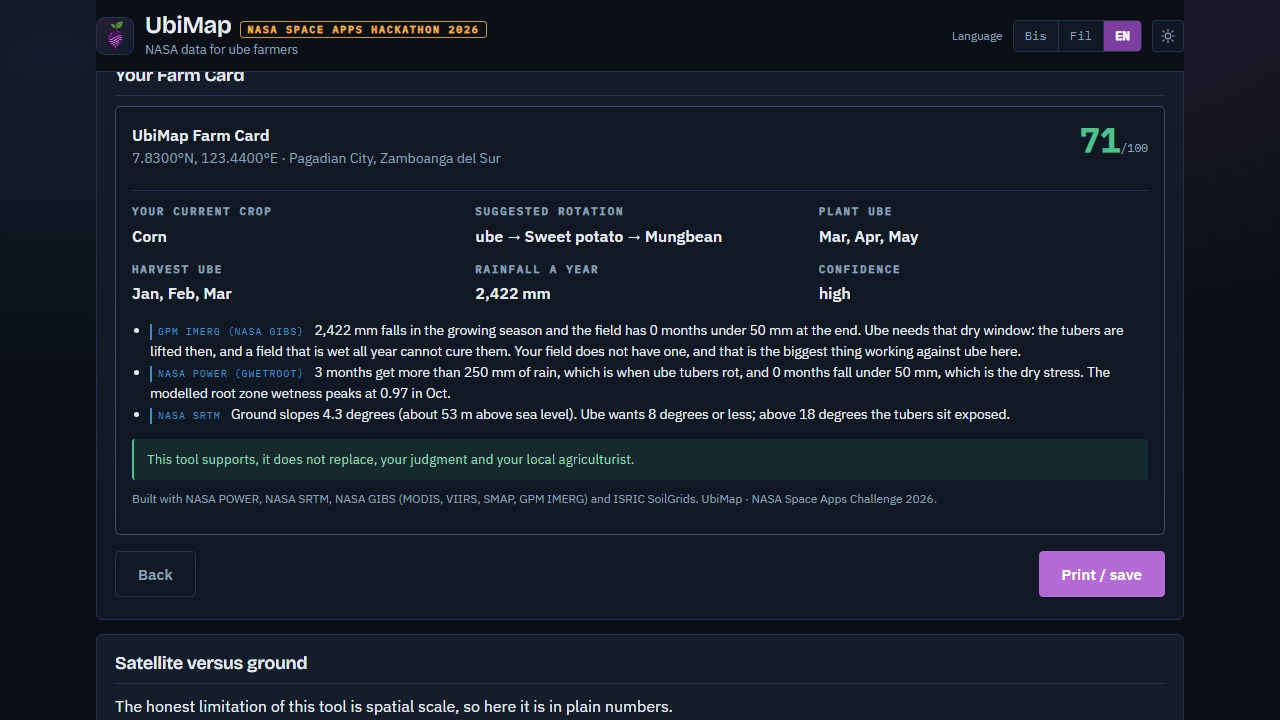 UbiMap NASA SPACE APPS HACKATHON 2026
NASA data for ube farmers
Language Bis Fil EN
Your Farm Card
UbiMap Farm Card
7.8300°N, 123.4400°E · Pagadian City, Zamboanga del Sur
71/100
YOUR CURRENT CROP
Corn
SUGGESTED ROTATION
ube → Sweet potato → Mungbean
PLANT UBE
Mar, Apr, May
HARVEST UBE
Jan, Feb, Mar
RAINFALL A YEAR
2,422 mm
CONFIDENCE
high
GPM IMERG (NASA GIBS) 2,422 mm falls in the growing season and the field has 0 months under 50 mm at the end. Ube needs that dry window: the tubers are
lifted then, and a field that is wet all year cannot cure them. Your field does not have one, and that is the biggest thing working against ube here.
NASA POWER (GWETROOT) 3 months get more than 250 mm of rain, which is when ube tubers rot, and 0 months fall under 50 mm, which is the dry stress. The
modelled root zone wetness peaks at 0.97 in Oct.
NASA SRTM Ground slopes 4.3 degrees (about 53 m above sea level). Ube wants 8 degrees or less; above 18 degrees the tubers sit exposed.
This tool supports, it does not replace, your judgment and your local agriculturist.
Built with NASA POWER, NASA SRTM, NASA GIBS (MODIS, VIIRS, SMAP, GPM IMERG) and ISRIC SoilGrids. UbiMap · NASA Space Apps Challenge 2026.
Back
Print / save
Satellite versus ground
The honest limitation of this tool is spatial scale, so here it is in plain numbers.